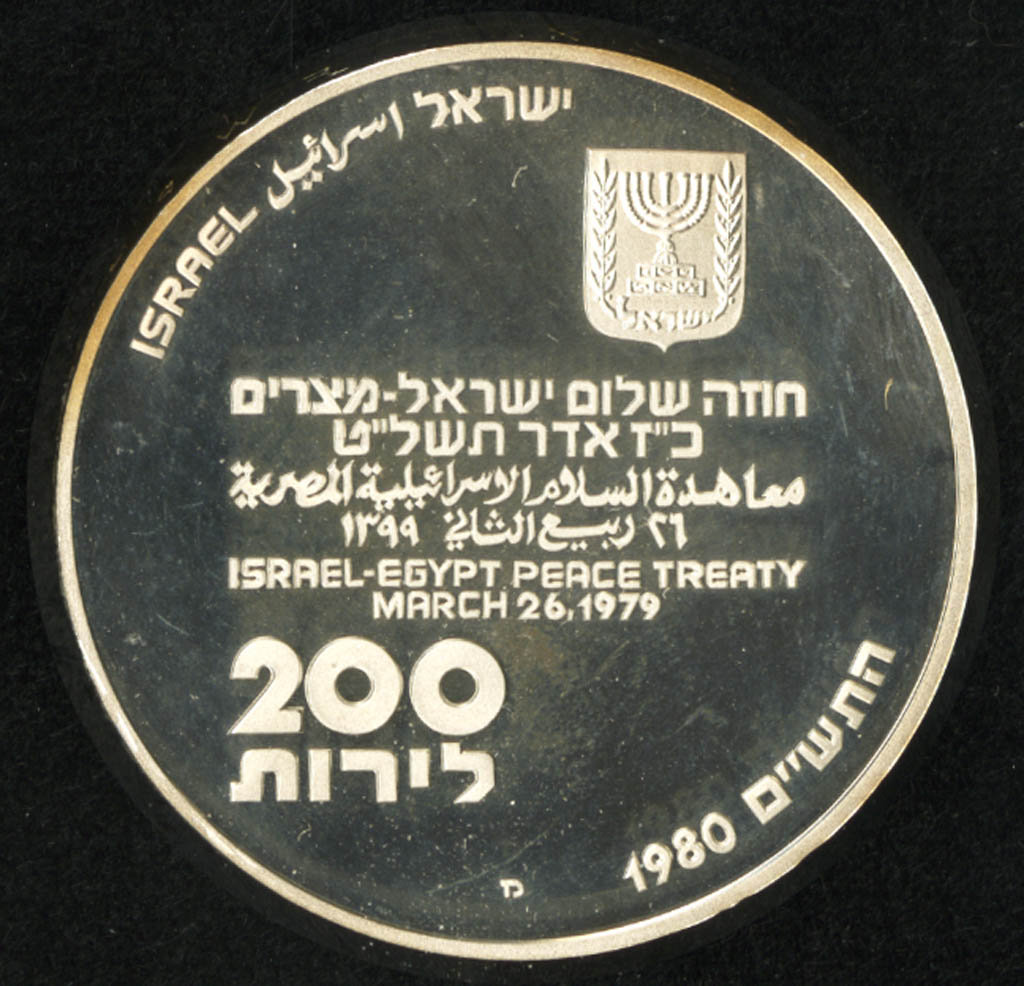 ישראל اسرائيل ISRAEL
ישראל
חוזה שלום ישראל-מצרים
כ"ז אדר תשל"ט
معاهدة السلام الاسرائيلية المصرية
٢٦ ربيع الثاني ١٣٩٩
ISRAEL-EGYPT PEACE TREATY
MARCH 26, 1979
200
לירות
התש"ם 1980
מ